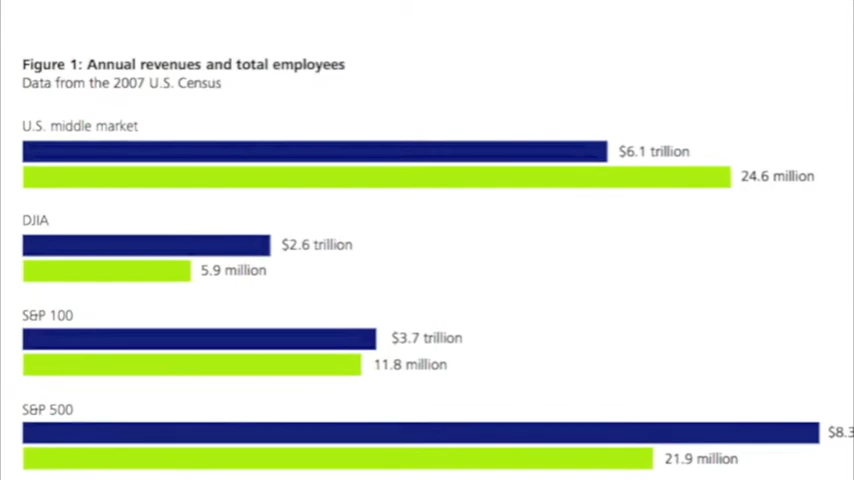 Figure 1: Annual revenues and total employees
Data from the 2007 U.S. Census
U.S. middle market
$6.1 trillion
24.6 million
DJIA
$2.6 trillion
5.9 million
S&P 100
$3.7 trillion
11.8 million
S&P 500
$8.3
21.9 million